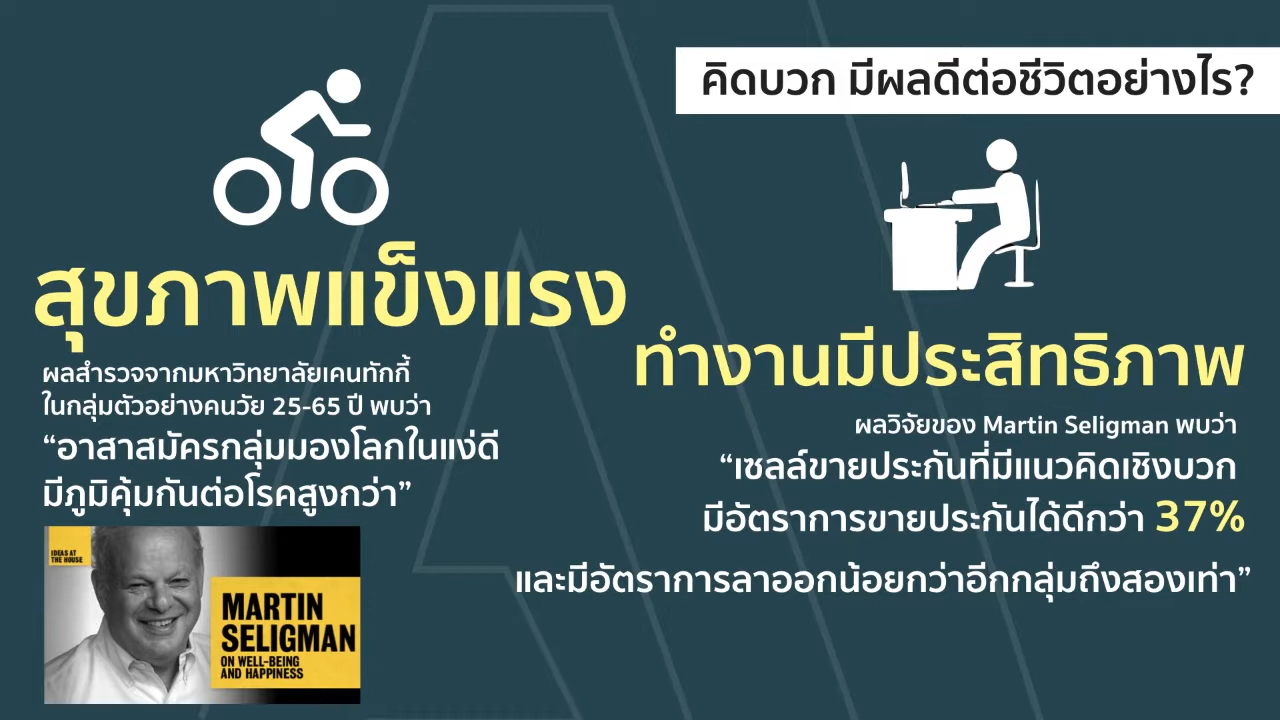 คิดบวก มีผลดีต่อชีวิตอย่างไร?
สุขภาพแข็งแรง
ผลสำรวจจากมหาวิทยาลัยเคนทักกี้
ในกลุ่มตัวอย่างคนวัย 25-65 ปี พบว่า
“อาสาสมัครกลุ่มมองโลกในแง่ดี
มีภูมิคุ้มกันต่อโรคสูงกว่า”
IDEAS AT
THE HOUSE
MARTIN
SELIGMAN
ON WELL-BEING
AND HAPPINESS
ทำงานมีประสิทธิภาพ
ผลวิจัยของ Martin Seligman พบว่า
“เซลล์ขายประกันที่มีแนวคิดเชิงบวก
มีอัตราการขายประกันได้ดีกว่า 37%
และมีอัตราการลาออกน้อยกว่าอีกกลุ่มถึงสองเท่า”